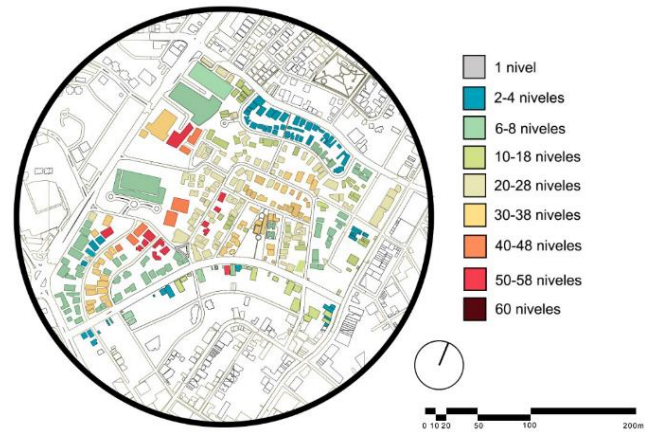 1 nivel
2-4 niveles
6-8 niveles
10-18 niveles
20-28 niveles
30-38 niveles
40-48 niveles
50-58 niveles
60 niveles
0 10 20 50 100 200m